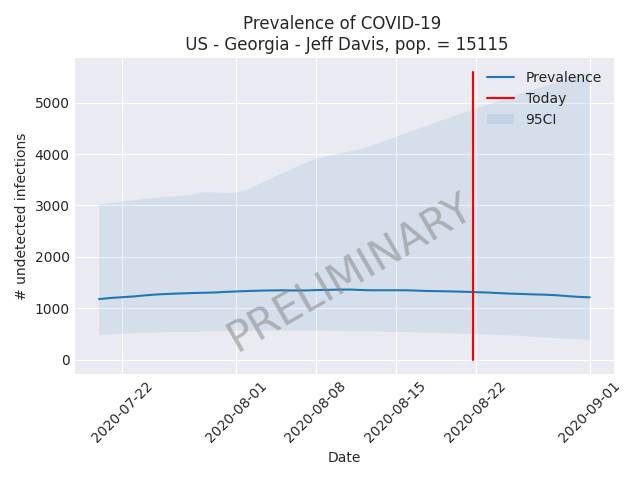 Prevalence of COVID-19
US - Georgia - Jeff Davis, pop. = 15115
Prevalence
Today
95CI
# undetected infections
5000
4000
3000
2000
1000
0
PRELIMINARY
2020-07-22
2020-08-01
2020-08-08
2020-08-15
2020-08-22
2020-09-01
Date